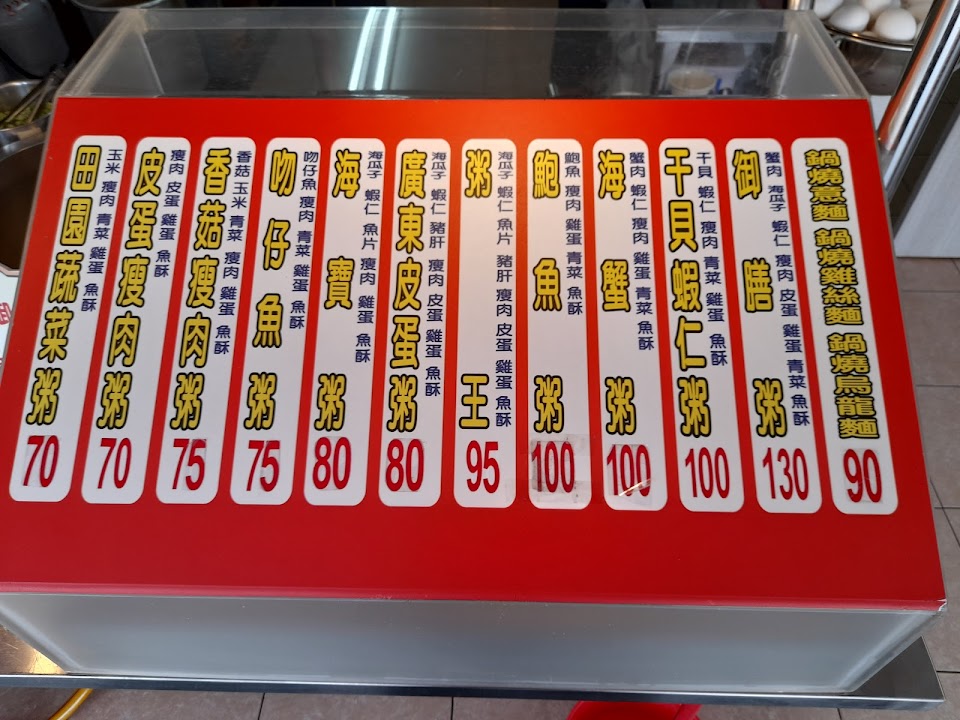 田園蔬菜粥
玉米 瘦肉 青菜 雞蛋 魚酥
70
皮蛋瘦肉粥
瘦肉 皮蛋 雞蛋 魚酥
70
香菇瘦肉粥
香菇 玉米 青菜 瘦肉 雞蛋 魚酥
75
吻仔魚粥
吻仔魚 瘦肉 青菜 雞蛋 魚酥
75
海寶粥
海瓜子 蝦仁 魚片 瘦肉 雞蛋 魚酥
80
廣東皮蛋粥
海瓜子 蝦仁 豬肝 瘦肉 皮蛋 雞蛋 魚酥
80
粥王
海瓜子 蝦仁 魚片 豬肝 瘦肉 皮蛋 雞蛋 魚酥
95
鮑魚粥
鮑魚 瘦肉 雞蛋 青菜 魚酥
100
海蟹粥
蟹肉 蝦仁 瘦肉 雞蛋 青菜 魚酥
100
干貝蝦仁粥
干貝 蝦仁 瘦肉 青菜 雞蛋 魚酥
100
御膳粥
蟹肉 海瓜子 蝦仁 瘦肉 皮蛋 雞蛋 青菜 魚酥
130
鍋燒意麵 鍋燒雞絲麵 鍋燒烏龍麵
90